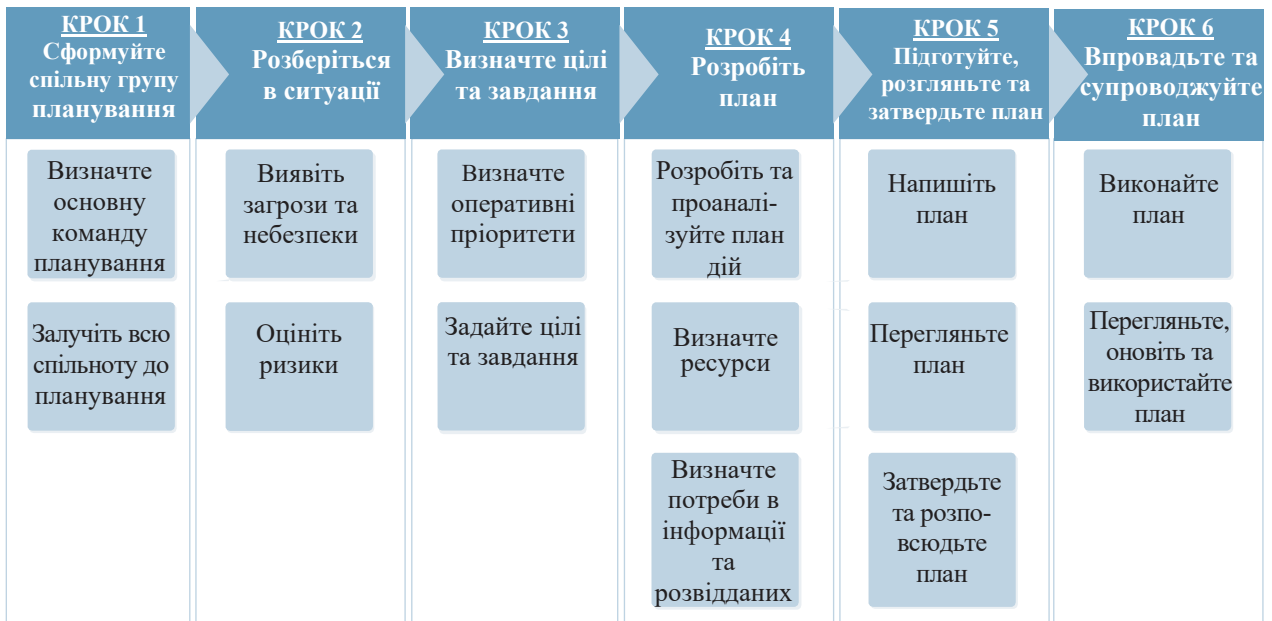 КРОК 1
Сформуйте
спільну групу
планування
Визначте
основну
команду
планування
Залучіть всю
спільноту до
планування
КРОК 2
Розберіться
в ситуації
Виявіть
загрози та
небезпеки
Оцініть
ризики
КРОК 3
Визначте цілі
та завдання
Визначте
оперативні
пріоритети
Задайте цілі
та завдання
КРОК 4
Розробіть
план
Розробіть та
проаналі-
зуйте план
дій
Визначте
ресурси
Визначте
потреби в
інформації
та
розвідданих
КРОК 5
Підготуйте,
розгляньте та
затвердьте план
Напишіть
план
Перегляньте
план
Затвердьте
та розпо-
всюдьте
план
КРОК 6
Впровадьте та
супроводжуйте
план
Виконайте
план
Перегляньте,
оновіть та
використайте
план